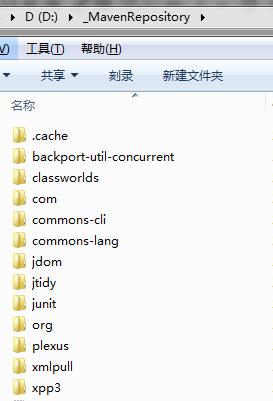 D (D:) _MavenRepository
V) 工具(T) 帮助(H)
共享 刻录 新建文件夹
名称
.cache
backport-util-concurrent
classworlds
com
commons-cli
commons-lang
jdom
jtidy
junit
org
plexus
xmlpull
xpp3